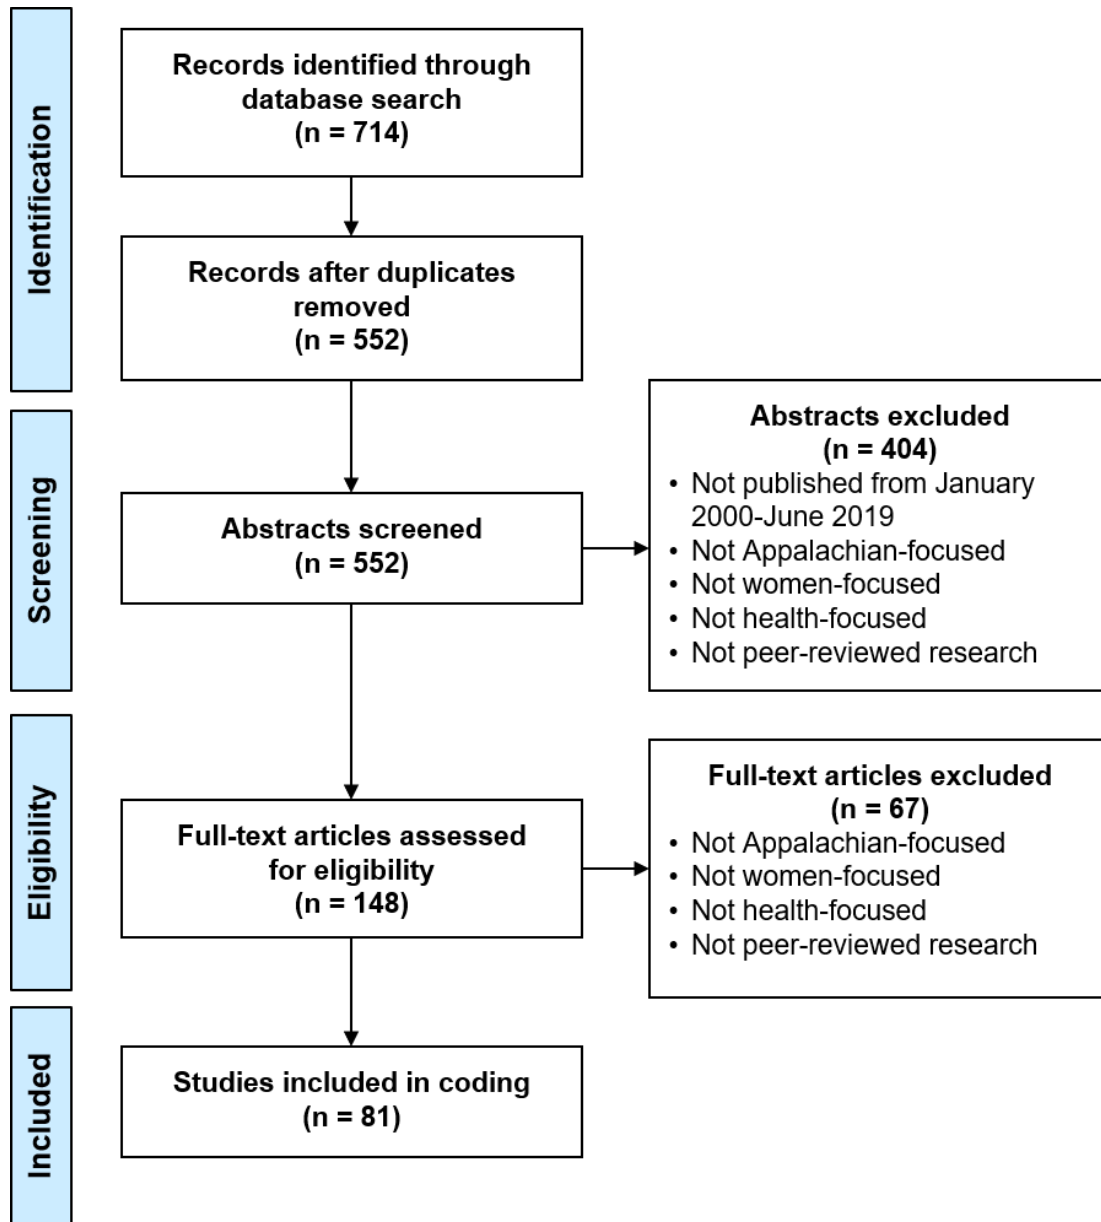 Identification
Records identified through
database search
(n = 714)
Records after duplicates
removed
(n = 552)
Screening
Abstracts screened
(n = 552)
Abstracts excluded
(n = 404)
• Not published from January
2000-June 2019
• Not Appalachian-focused
• Not women-focused
• Not health-focused
• Not peer-reviewed research
Eligibility
Full-text articles assessed
for eligibility
(n = 148)
Full-text articles excluded
(n = 67)
• Not Appalachian-focused
• Not women-focused
• Not health-focused
• Not peer-reviewed research
Included
Studies included in coding
(n = 81)